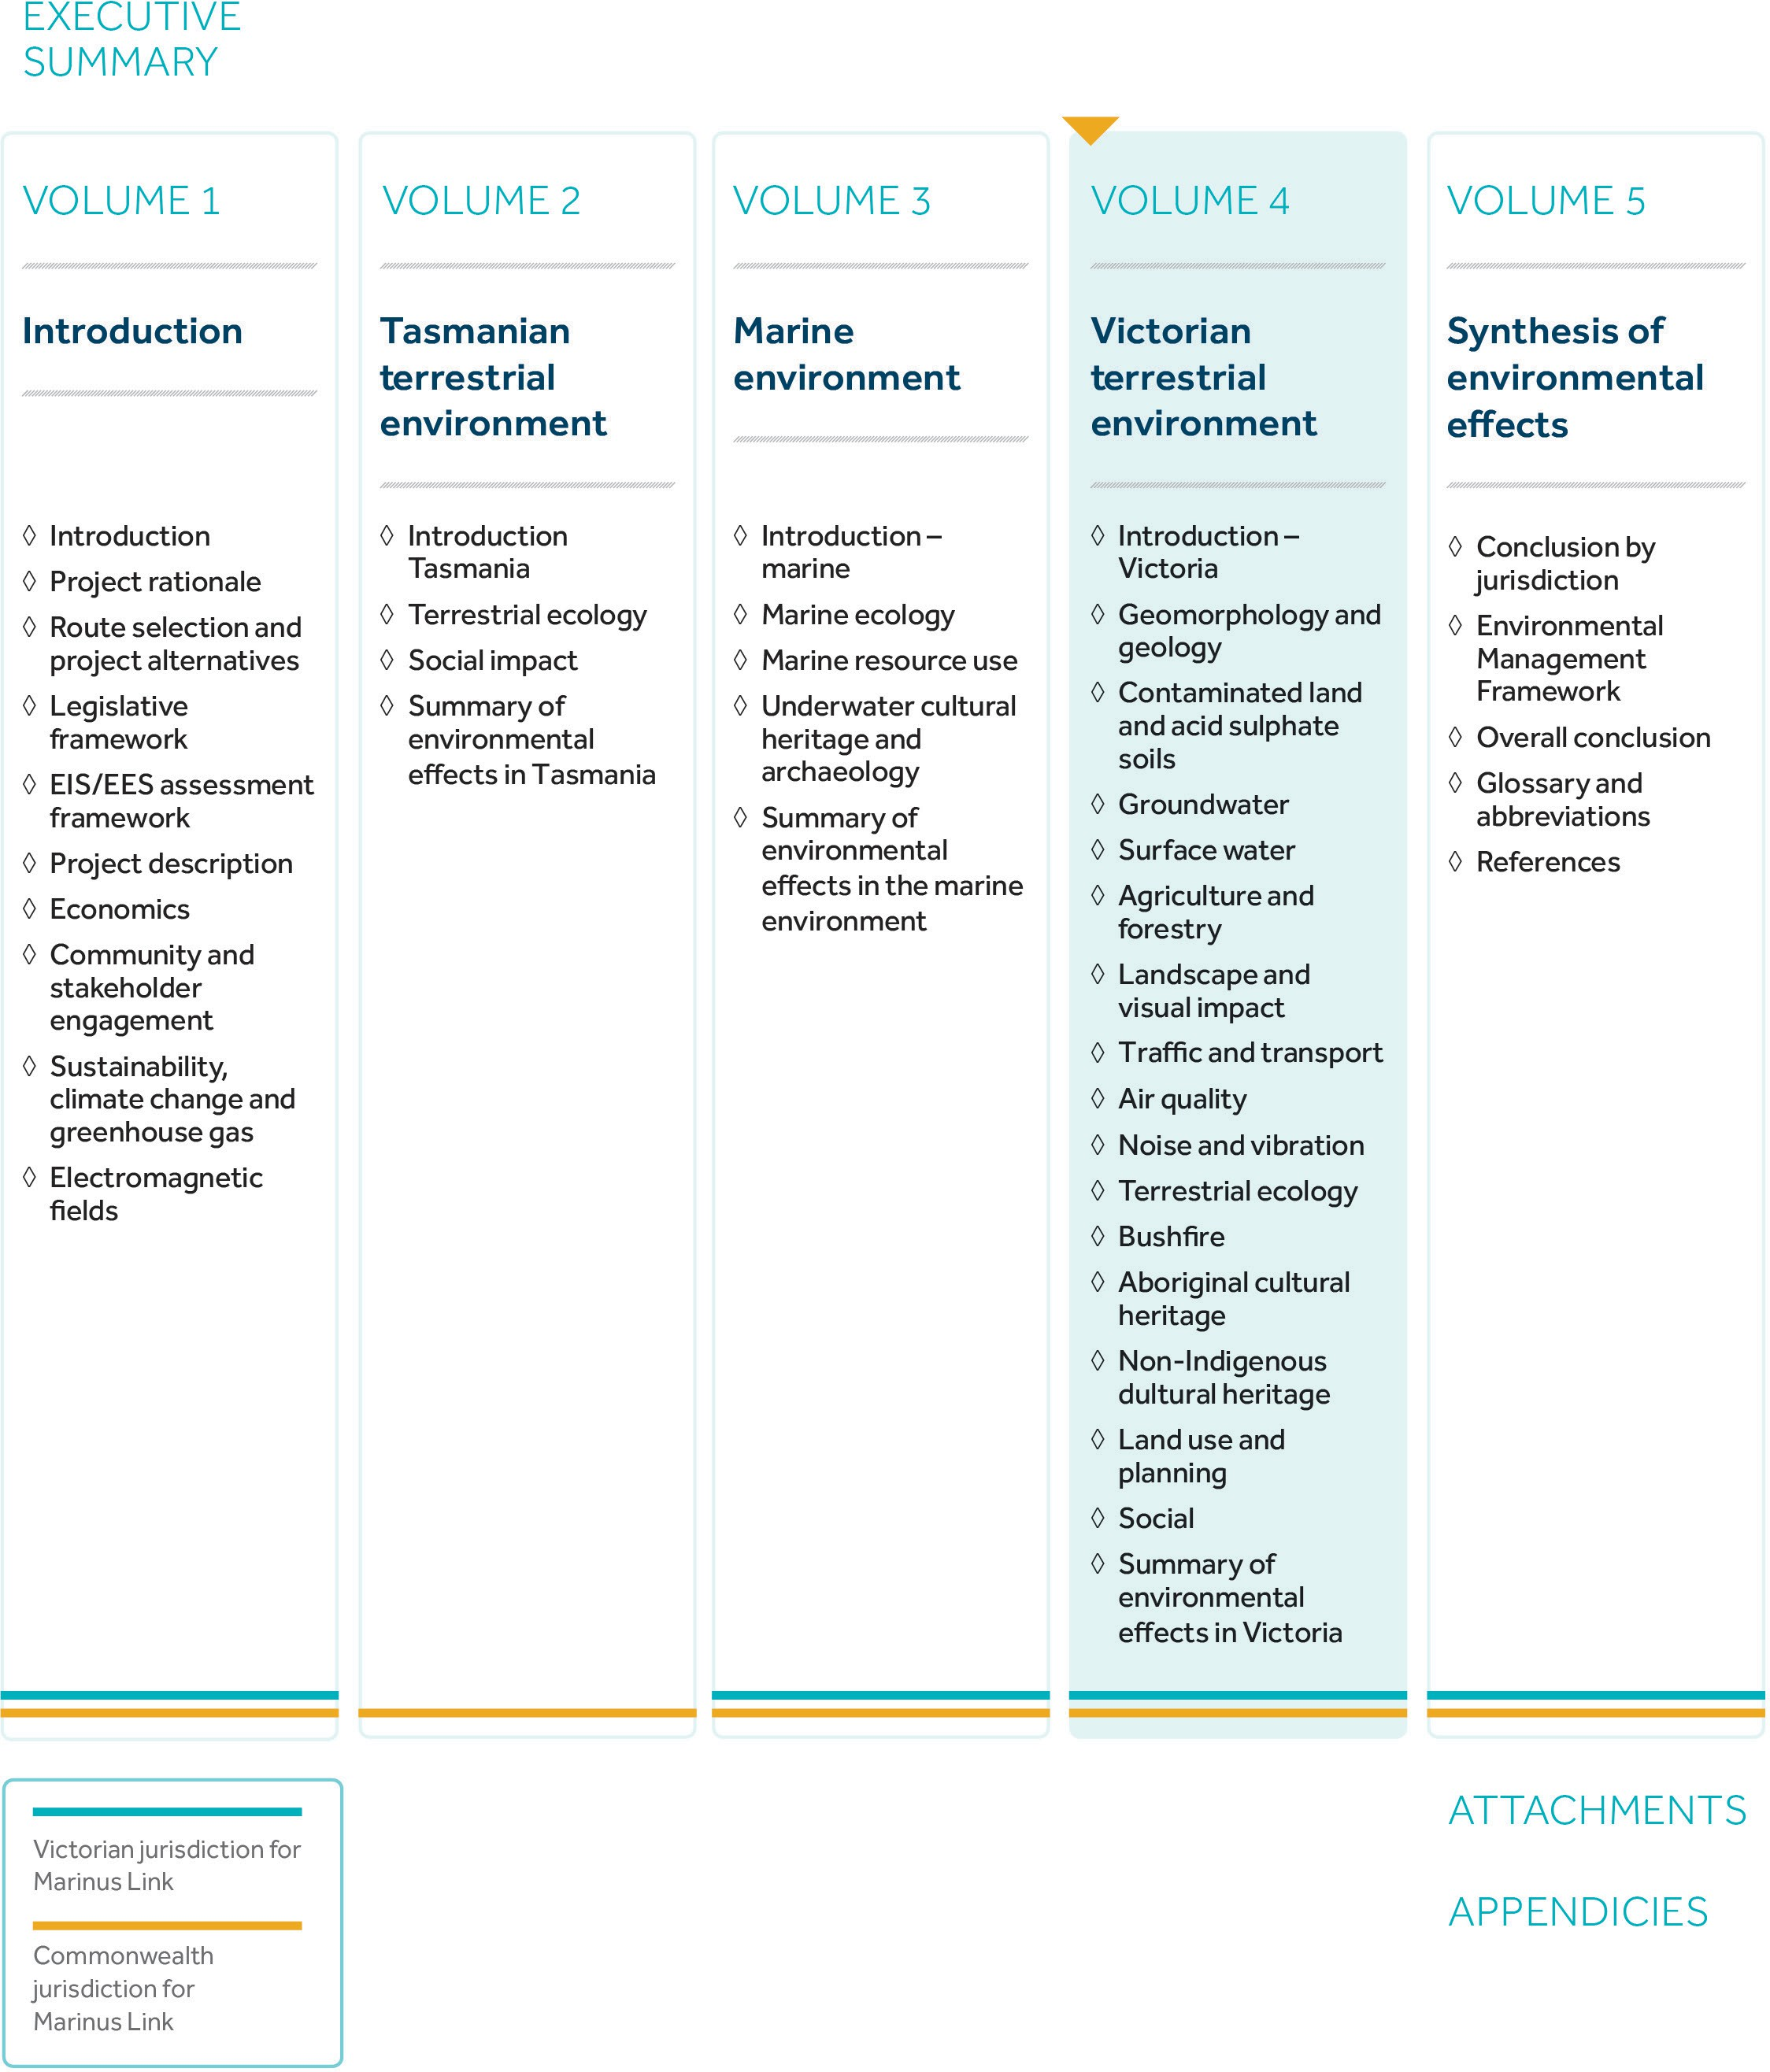 EXECUTIVE
SUMMARY
VOLUME 1
Introduction
◊ Introduction
◊ Project rationale
◊ Route selection and
project alternatives
◊ Legislative
framework
◊ EIS/EES assessment
framework
◊ Project description
◊ Economics
◊ Community and
stakeholder
engagement
◊ Sustainability,
climate change and
greenhouse gas
◊ Electromagnetic
fields
VOLUME 2
Tasmanian
terrestrial
environment
◊ Introduction
Tasmania
◊ Terrestrial ecology
◊ Social impact
◊ Summary of
environmental
effects in Tasmania
VOLUME 3
Marine
environment
◊ Introduction –
marine
◊ Marine ecology
◊ Marine resource use
◊ Underwater cultural
heritage and
archaeology
◊ Summary of
environmental
effects in the marine
environment
VOLUME 4
Victorian
terrestrial
environment
◊ Introduction –
Victoria
◊ Geomorphology and
geology
◊ Contaminated land
and acid sulphate
soils
◊ Groundwater
◊ Surface water
◊ Agriculture and
forestry
◊ Landscape and
visual impact
◊ Traffic and transport
◊ Air quality
◊ Noise and vibration
◊ Terrestrial ecology
◊ Bushfire
◊ Aboriginal cultural
heritage
◊ Non-Indigenous
dultural heritage
◊ Land use and
planning
◊ Social
◊ Summary of
environmental
effects in Victoria
VOLUME 5
Synthesis of
environmental
effects
◊ Conclusion by
jurisdiction
◊ Environmental
Management
Framework
◊ Overall conclusion
◊ Glossary and
abbreviations
◊ References
Victorian jurisdiction for
Marinus Link
Commonwealth
jurisdiction for
Marinus Link
ATTACHMENTS
APPENDICIES